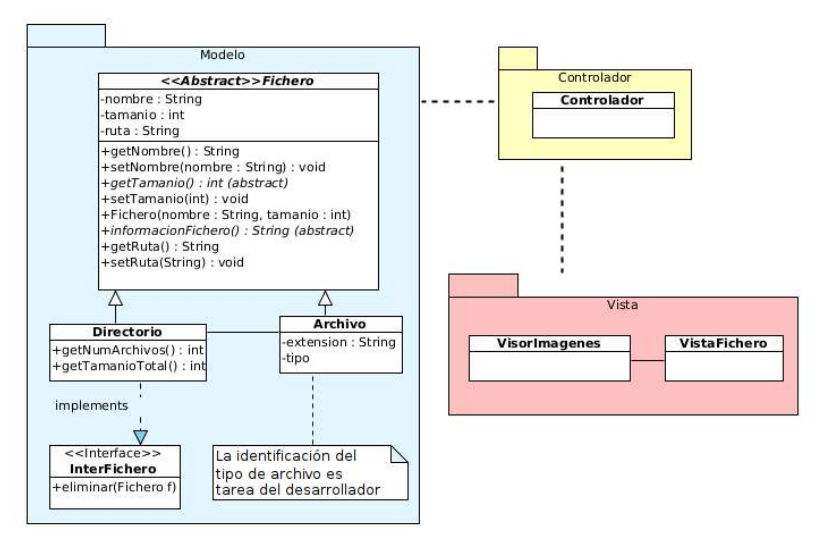 Modelo
<<Abstract>>Fichero
-nombre : String
-tamanio : int
-ruta : String
+getNombre() : String
+setNombre(nombre : String) : void
+getTamanio() : int (abstract)
+setTamanio(int) : void
+Fichero(nombre : String, tamanio : int)
+informacionFichero() : String (abstract)
+getRuta() : String
+setRuta(String) : void
Directorio
+getNumArchivos() : int
+getTamanioTotal() : int
Archivo
-extension : String
-tipo
implements
<<Interface>>
InterFichero
+eliminar(Fichero f)
La identificación del
tipo de archivo es
tarea del desarrollador
Controlador
Controlador
Vista
VisorImagenes
VistaFichero